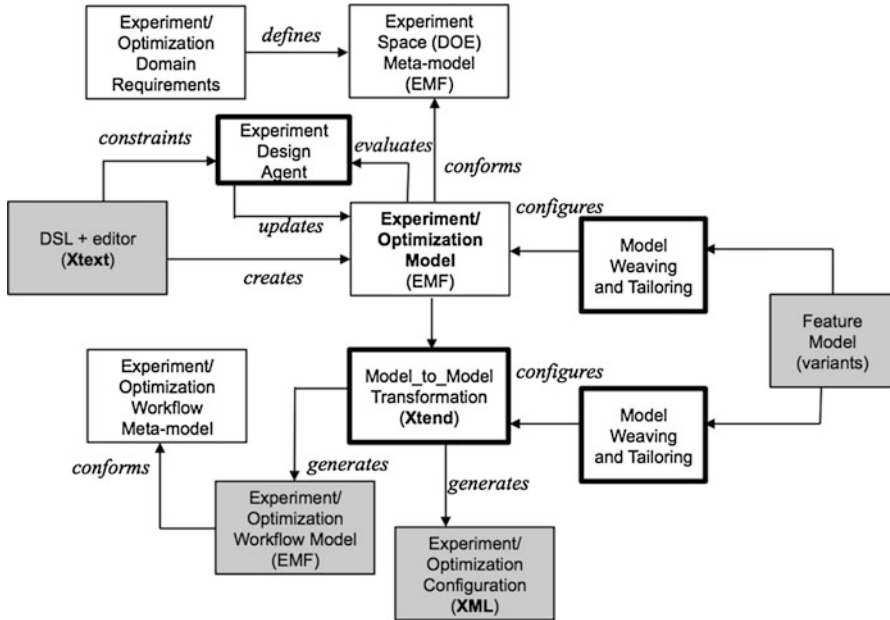 Experiment/
Optimization
Domain
Requirements
defines
Experiment
Space (DOE)
Meta-model
(EMF)
constraints
Experiment
Design
Agent
evaluates
conforms
updates
DSL + editor
(Xtext)
creates
Experiment/
Optimization
Model
(EMF)
configures
Model
Weaving
and Tailoring
Feature
Model
(variants)
Experiment/
Optimization
Workflow
Meta-model
Model_to_Model
Transformation
(Xtend)
configures
Model
Weaving
and Tailoring
conforms
generates
generates
Experiment/
Optimization
Workflow Model
(EMF)
Experiment/
Optimization
Configuration
(XML)